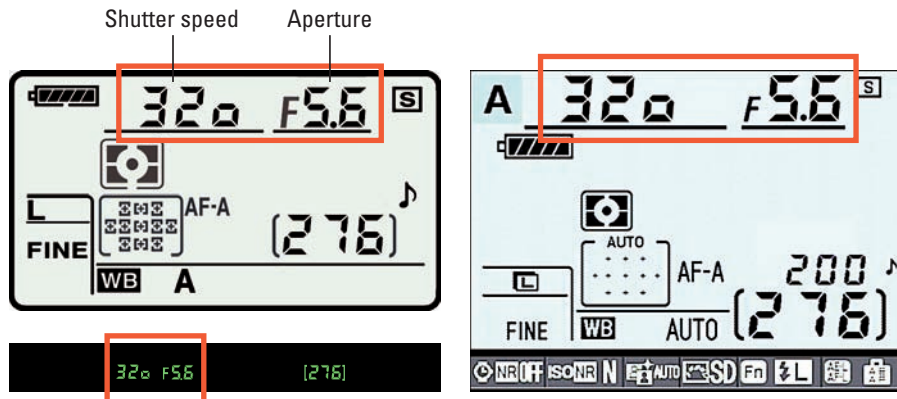 Shutter speed Aperture
320 F5.6 S
L
AF-A
[276]
FINE
WB A
320 F5.6 [276]
A 320 F5.6 S
AUTO
L AF-A 200
FINE WB AUTO [276]
NR OFF ISO NR N AUTO SD Fn L